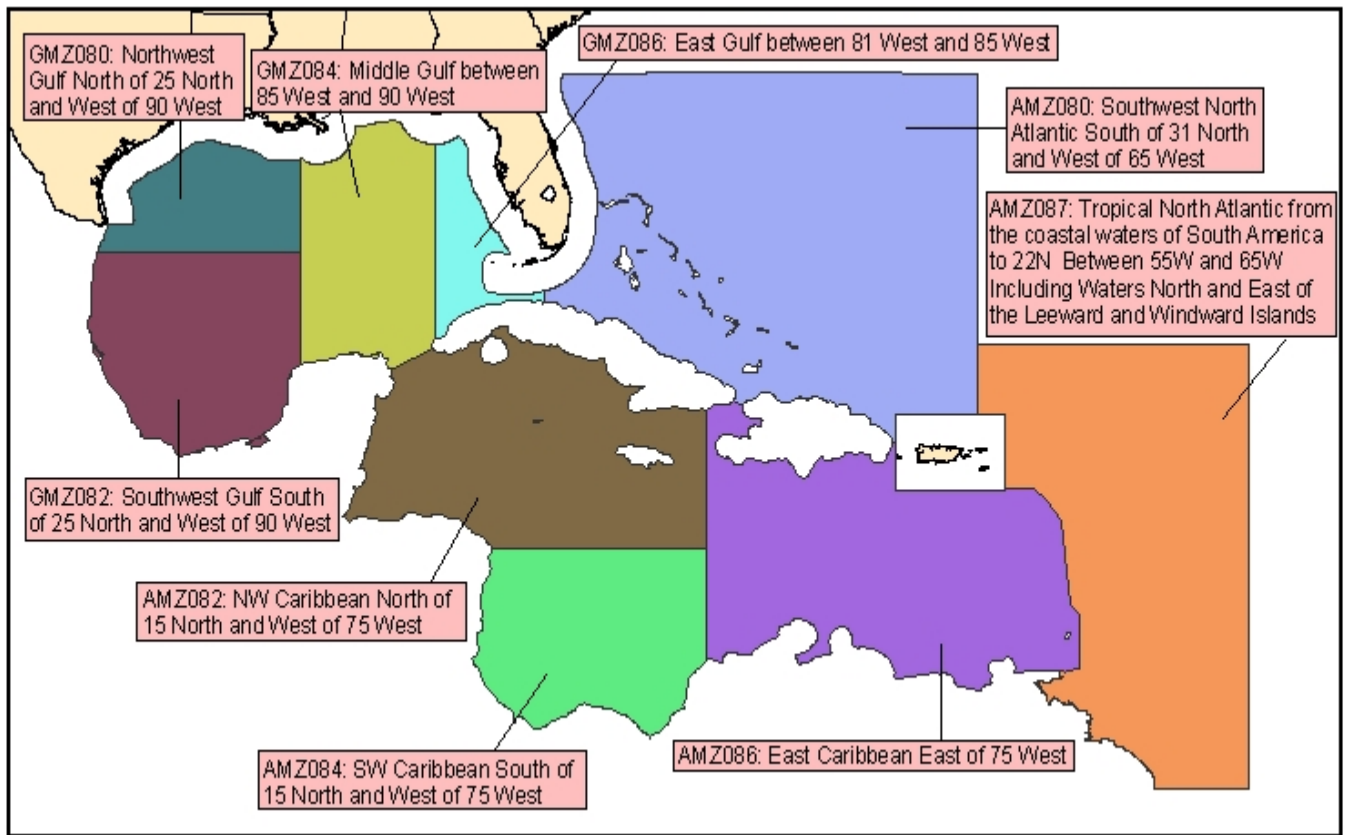 GMZ080: Northwest
Gulf North of 25 North
and West of 90 West
GMZ084: Middle Gulf between
85 West and 90 West
GMZ086: East Gulf between 81 West and 85 West
AMZ080: Southwest North
Atlantic South of 31 North
and West of 65 West
AMZ087: Tropical North Atlantic from
the coastal waters of South America
to 22N Between 55W and 65W
Including Waters North and East of
the Leeward and Windward Islands
GMZ082: Southwest Gulf South
of 25 North and West of 90 West
AMZ082: NW Caribbean North of
15 North and West of 75 West
AMZ084: SW Caribbean South of
15 North and West of 75 West
AMZ086: East Caribbean East of 75 West